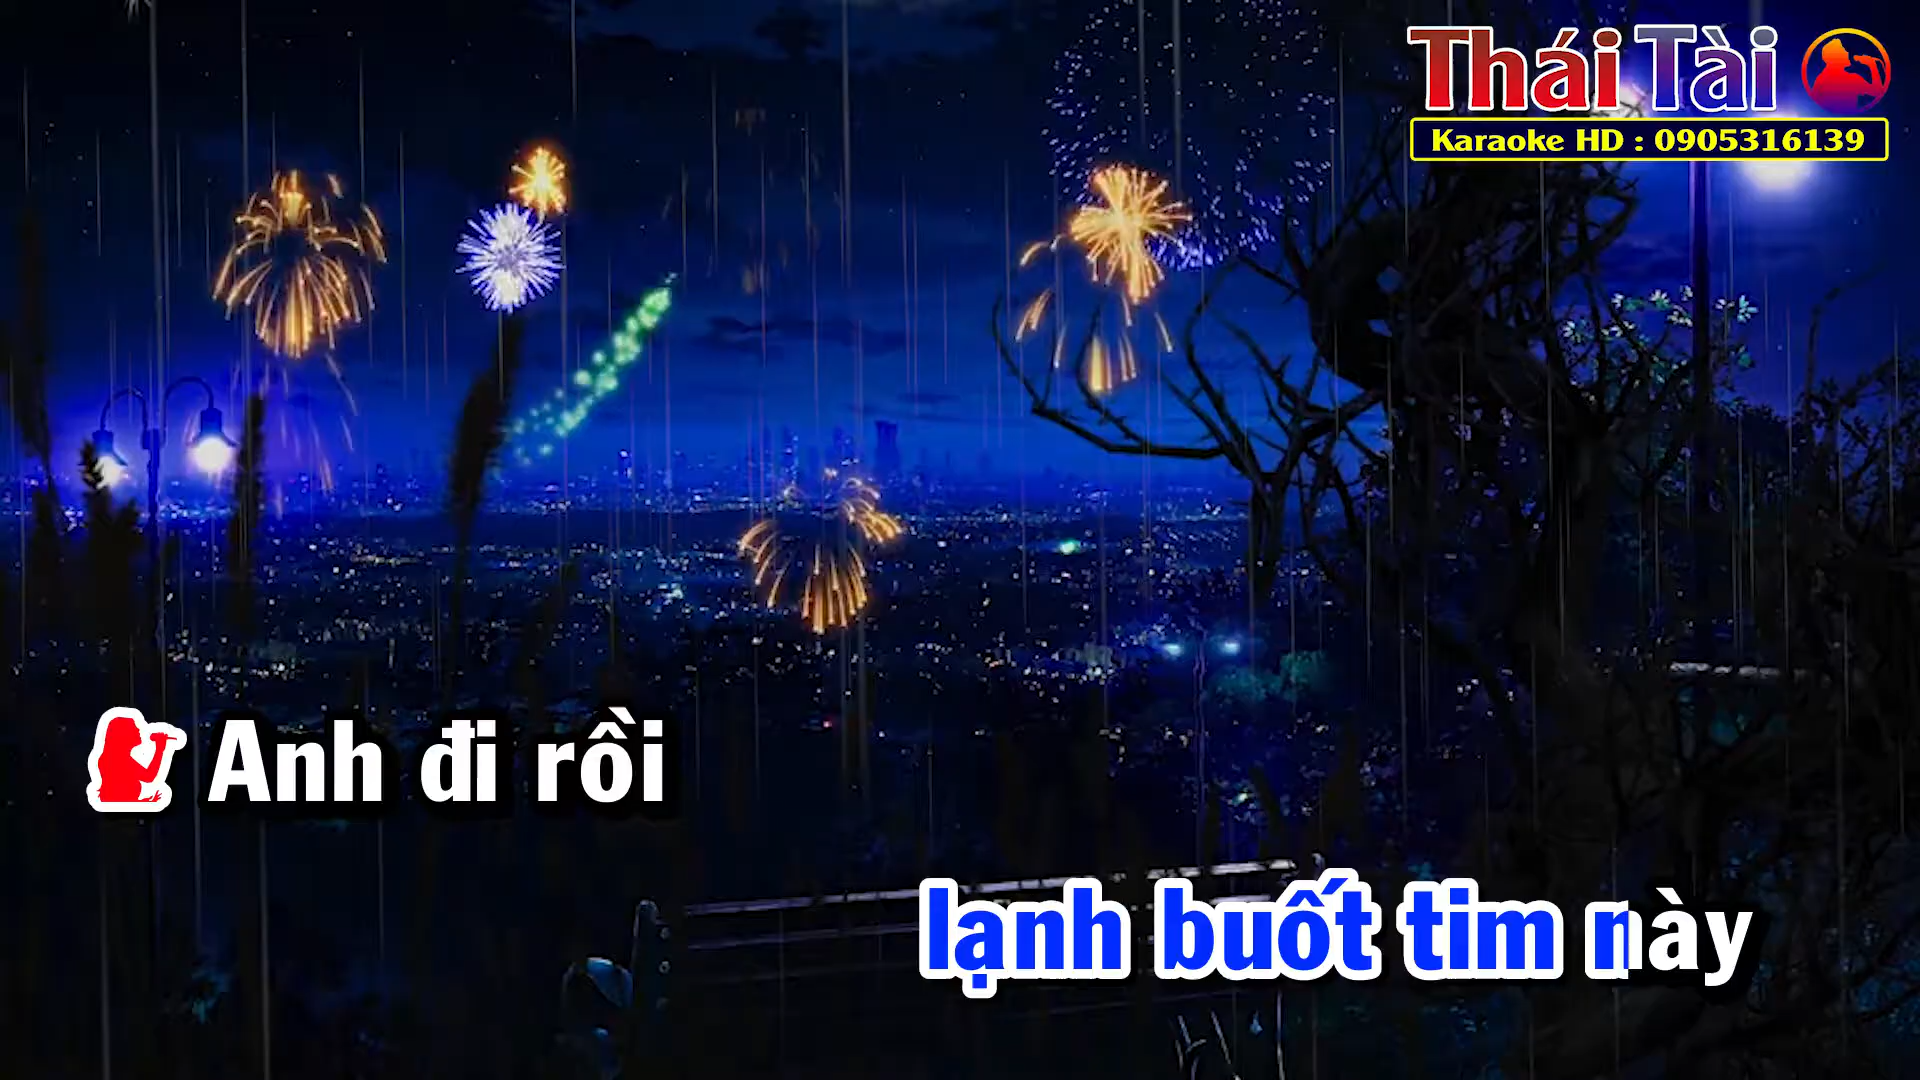 Thái Tài
Karaoke HD : 0905316139
Anh đi rồi
lạnh buốt tim này